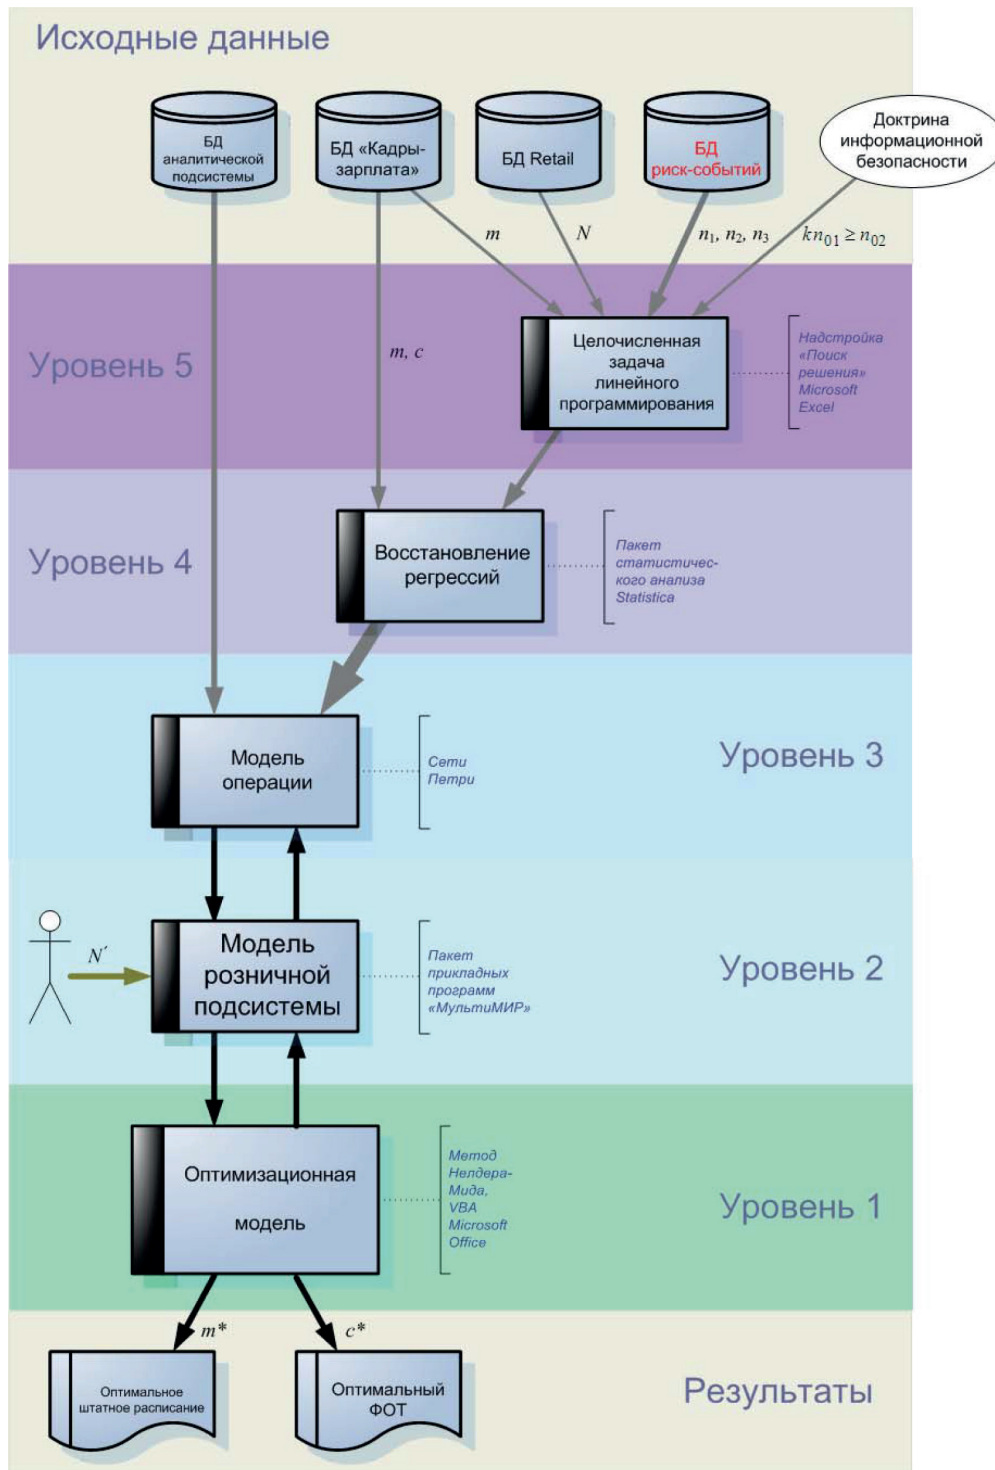 Исходные данные
БД
аналитической
подсистемы
БД «Кадры-
зарплата»
БД Retail
БД
риск-событий
Доктрина
информационной
безопасности
m
N
n1, n2, n3
kn01 ≥ n02
Уровень 5
m, c
Целочисленная
задача
линейного
программирования
Надстройка
«Поиск
решения»
Microsoft
Excel
Уровень 4
Восстановление
регрессий
Пакет
статистичес-
кого анализа
Statistica
Модель
операции
Сети
Петри
Уровень 3
N′
Модель
розничной
подсистемы
Пакет
прикладных
программ
«МультиМИР»
Уровень 2
Оптимизационная
модель
Метод
Нелдера-
Мида,
VBA
Microsoft
Office
Уровень 1
m*
c*
Оптимальное
штатное расписание
Оптимальный
ФОТ
Результаты